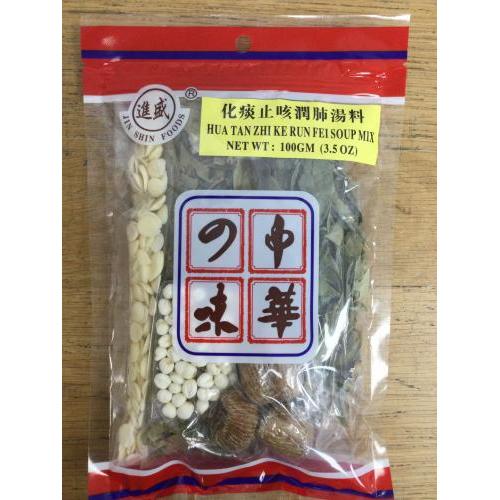 進盛
®
JIN SHIN FOODS
化痰止咳潤肺湯料
HUA TAN ZHI KE RUN FEI SOUP MIX
NET WT : 100GM (3.5 OZ)
中華
の味